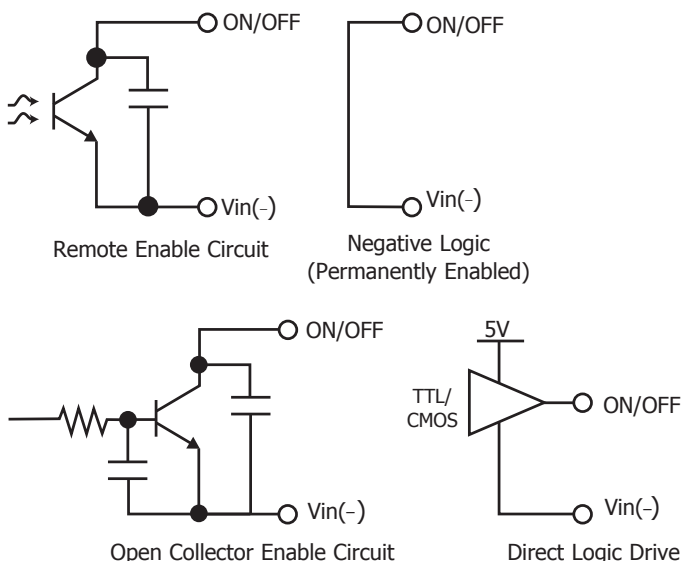 ON/OFF
Vin(-)
Remote Enable Circuit
ON/OFF
Vin(-)
Negative Logic
(Permanently Enabled)
ON/OFF
Vin(-)
Open Collector Enable Circuit
5V
TTL/
CMOS
ON/OFF
Vin(-)
Direct Logic Drive